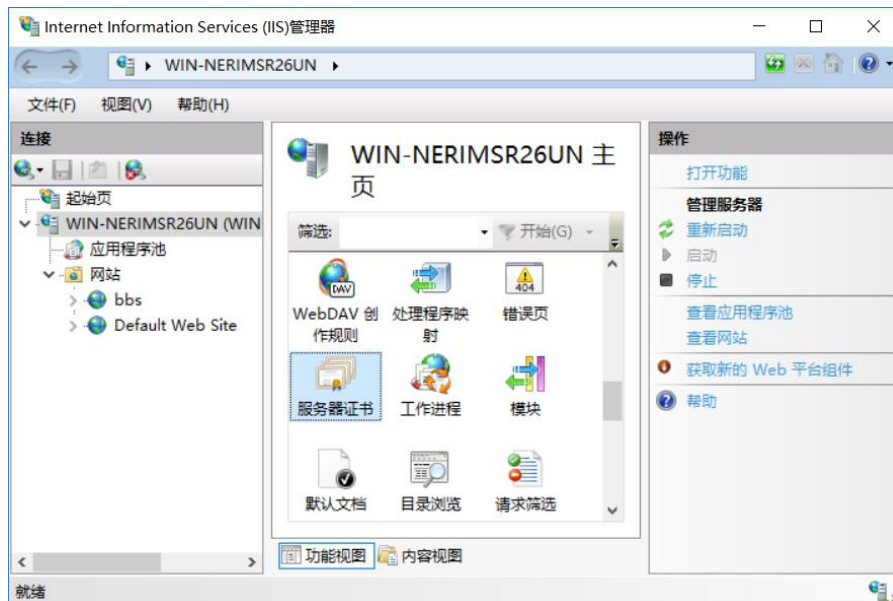 Internet Information Services (IIS)管理器
WIN-NERIMSR26UN
文件(F) 视图(V) 帮助(H)
连接
起始页
WIN-NERIMSR26UN (WIN
应用程序池
网站
bbs
Default Web Site
WIN-NERIMSR26UN 主
页
筛选: 开始(G)
DAV
404
WebDAV 创
作规则
处理程序映
射
错误页
服务器证书
工作进程
模块
默认文档
目录浏览
请求筛选
功能视图
内容视图
操作
打开功能
管理服务器
重新启动
启动
停止
查看应用程序池
查看网站
获取新的 Web 平台组件
帮助
就绪